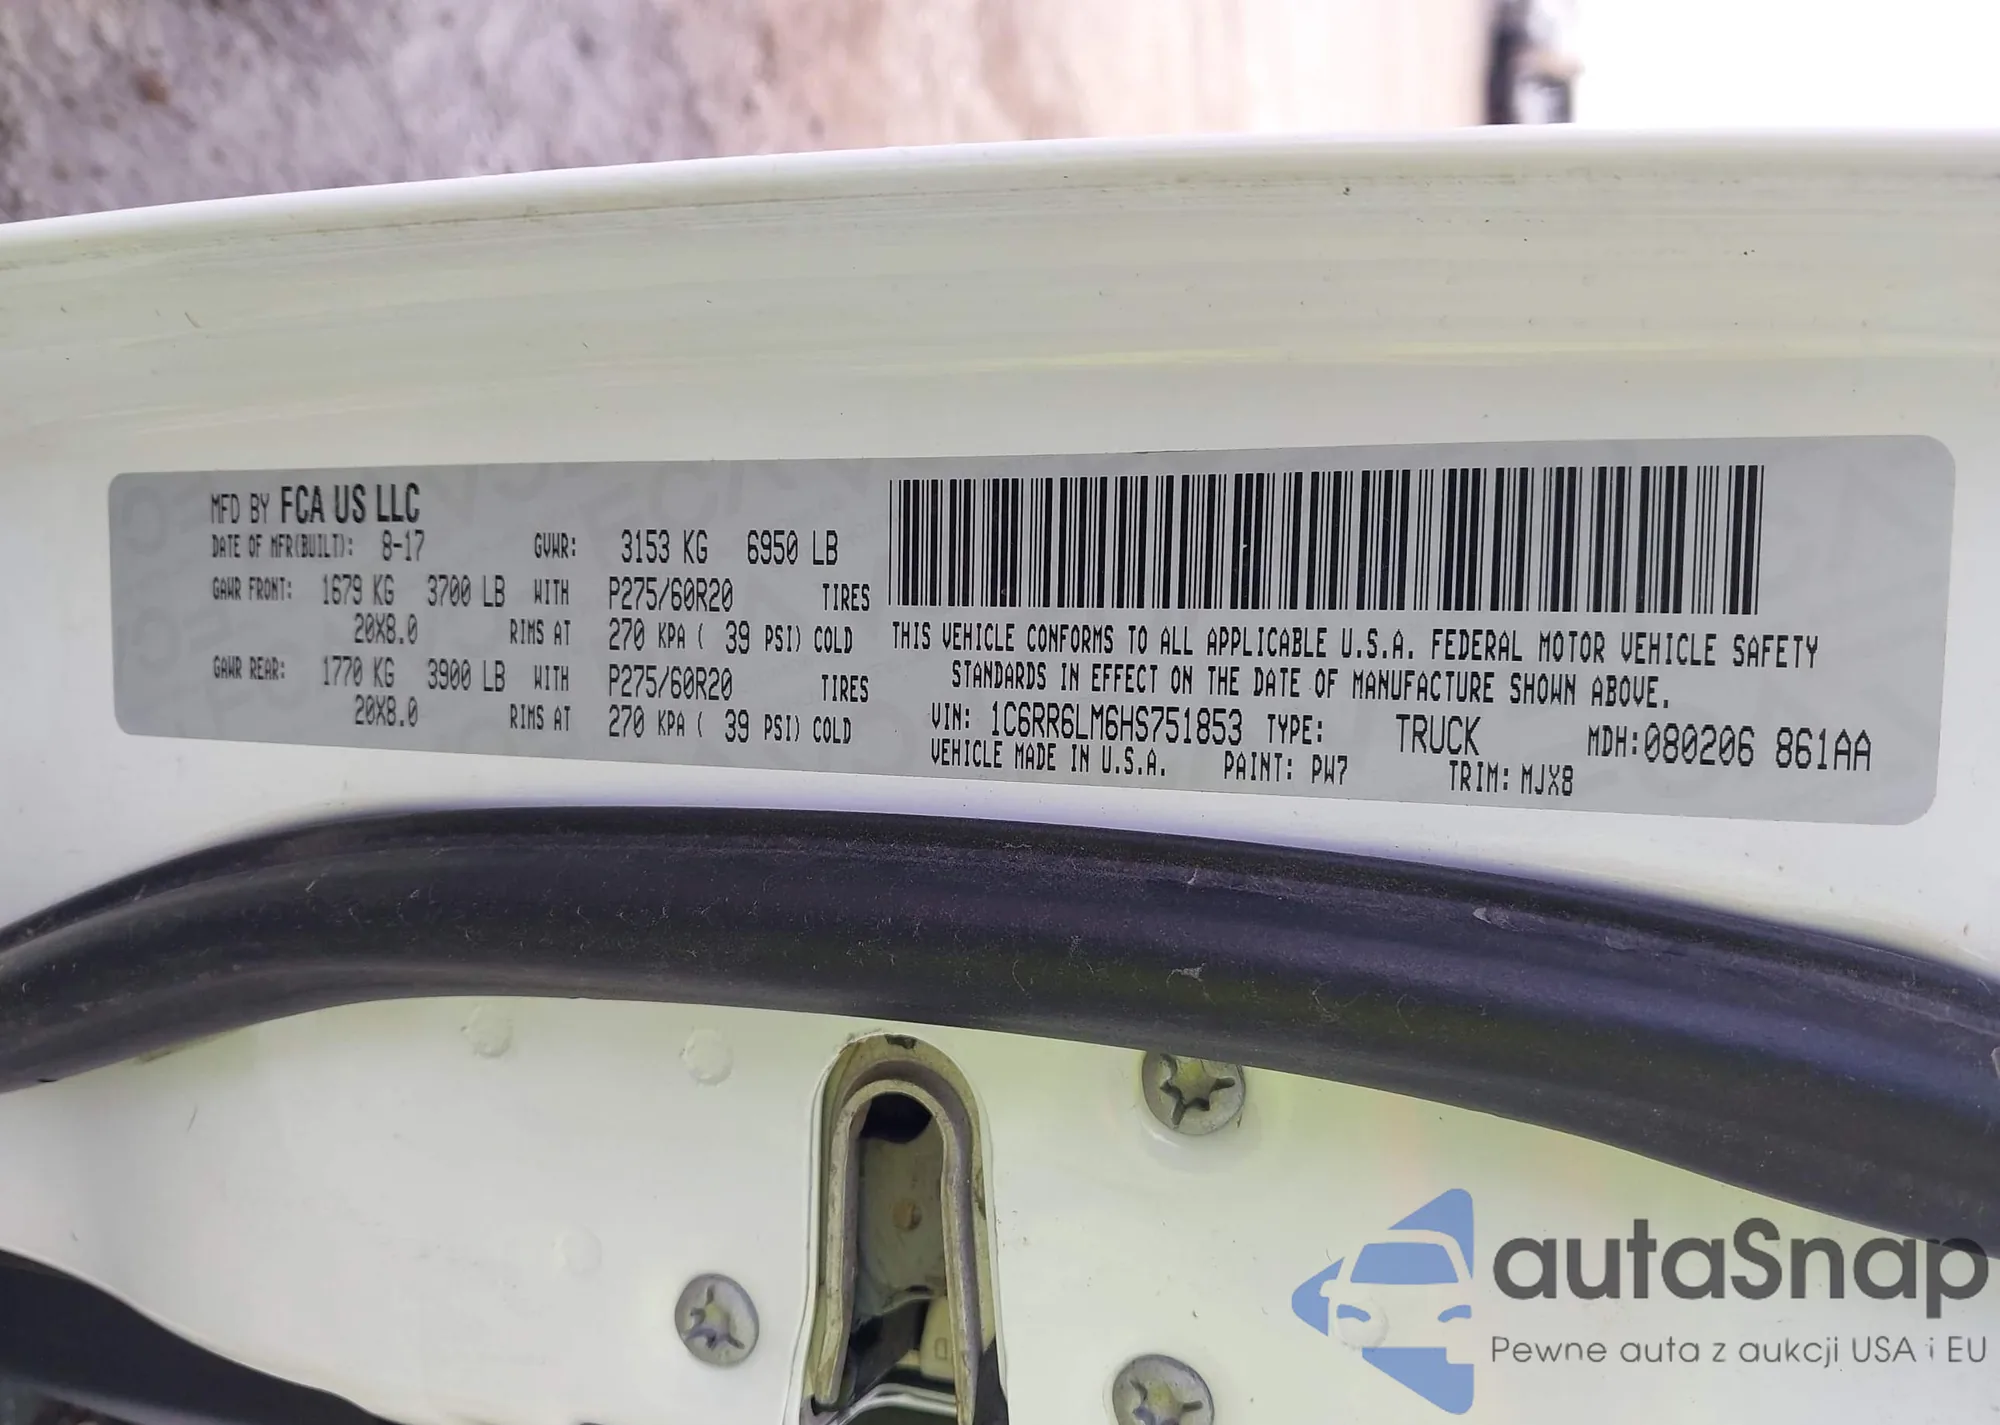 MFD BY FCA US LLC
DATE OF MFR(BUILT): 8-17 GVWR: 3153 KG 6950 LB
GAWR FRONT: 1679 KG 3700 LB WITH P275/60R20 TIRES
20X8.0 RIMS AT 270 KPA ( 39 PSI) COLD
GAWR REAR: 1770 KG 3900 LB WITH P275/60R20 TIRES
20X8.0 RIMS AT 270 KPA ( 39 PSI) COLD
THIS VEHICLE CONFORMS TO ALL APPLICABLE U.S.A. FEDERAL MOTOR VEHICLE SAFETY
STANDARDS IN EFFECT ON THE DATE OF MANUFACTURE SHOWN ABOVE.
VIN: 1C6RR6LM6HS751853 TYPE: TRUCK MDH:080206 861AA
VEHICLE MADE IN U.S.A. PAINT: PW7 TRIM: MJX8
autaSnap
Pewne auta z aukcji USA i EU